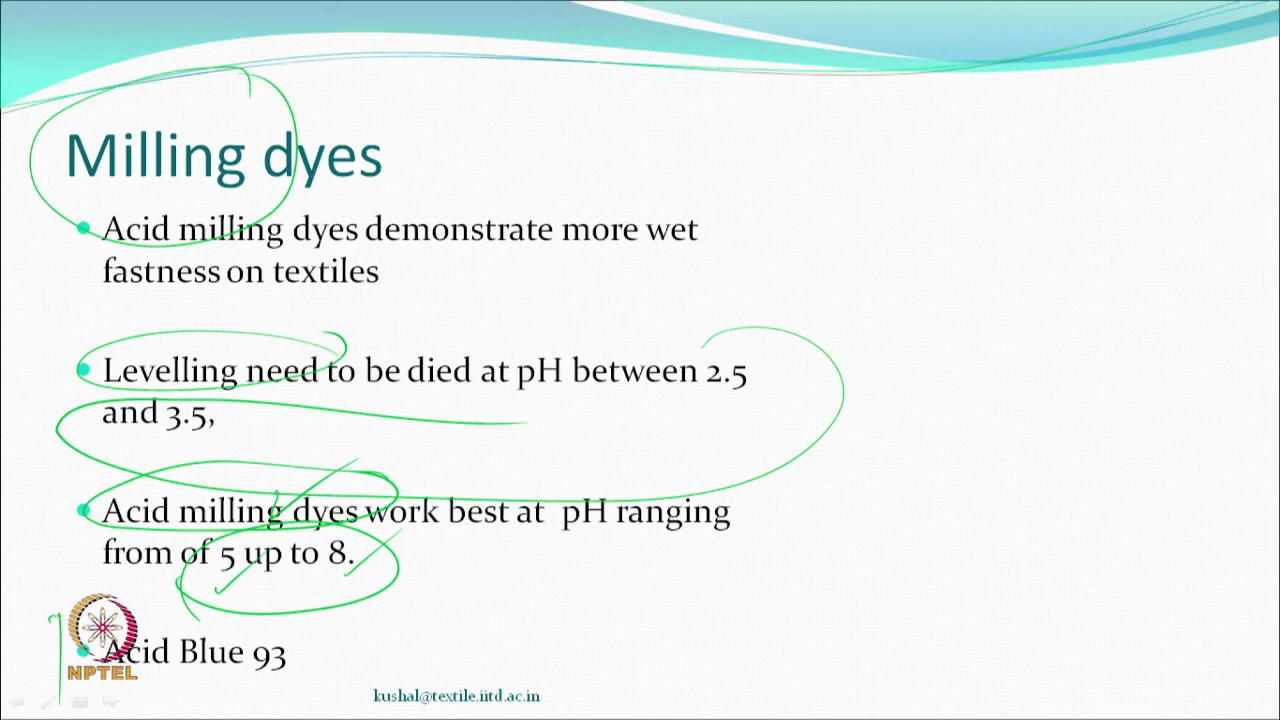 Milling dyes
Acid milling dyes demonstrate more wet
fastness on textiles
Levelling need to be died at pH between 2.5
and 3.5,
Acid milling dyes work best at pH ranging
from of 5 up to 8.
Acid Blue 93
NPTEL
kushal@textile.iitd.ac.in